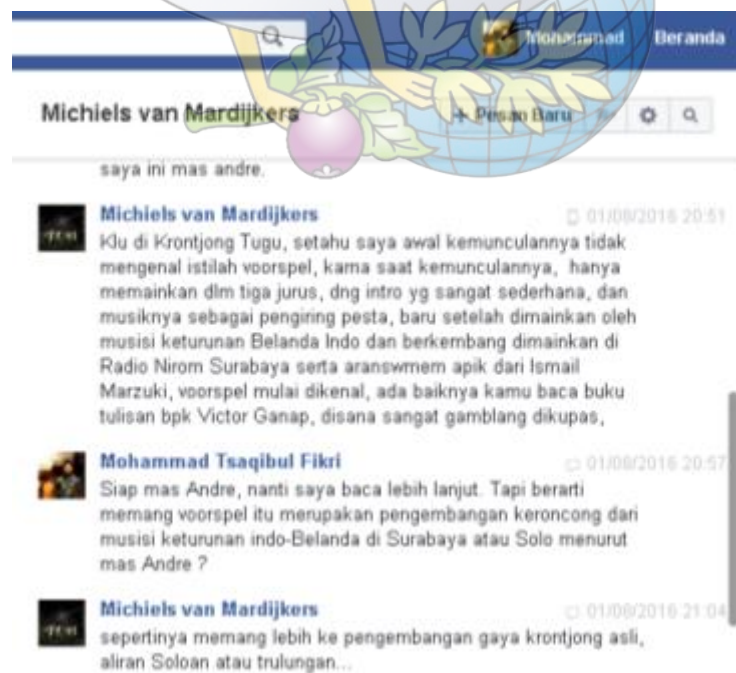 Mohammad Beranda
Michiels van Mardijkers + Pesan Baru
saya ini mas andre.
Michiels van Mardijkers 01/08/2016 20:51
Klu di Krontjong Tugu, setahu saya awal kemunculannya tidak
mengenal istilah voorspel, karna saat kemunculannya, hanya
memainkan dlm tiga jurus, dng intro yg sangat sederhana, dan
musiknya sebagai pengiring pesta, baru setelah dimainkan oleh
musisi keturunan Belanda Indo dan berkembang dimainkan di
Radio Nirom Surabaya serta aranswmem apik dari Ismail
Marzuki, voorspel mulai dikenal, ada baiknya kamu baca buku
tulisan bpk Victor Ganap, disana sangat gamblang dikupas,
Mohammad Tsaqibul Fikri 01/08/2016 20:57
Siap mas Andre, nanti saya baca lebih lanjut. Tapi berarti
memang voorspel itu merupakan pengembangan keroncong dari
musisi keturunan indo-Belanda di Surabaya atau Solo menurut
mas Andre ?
Michiels van Mardijkers 01/08/2016 21:04
sepertinya memang lebih ke pengembangan gaya krontjong asli,
aliran Soloan atau trulungan...